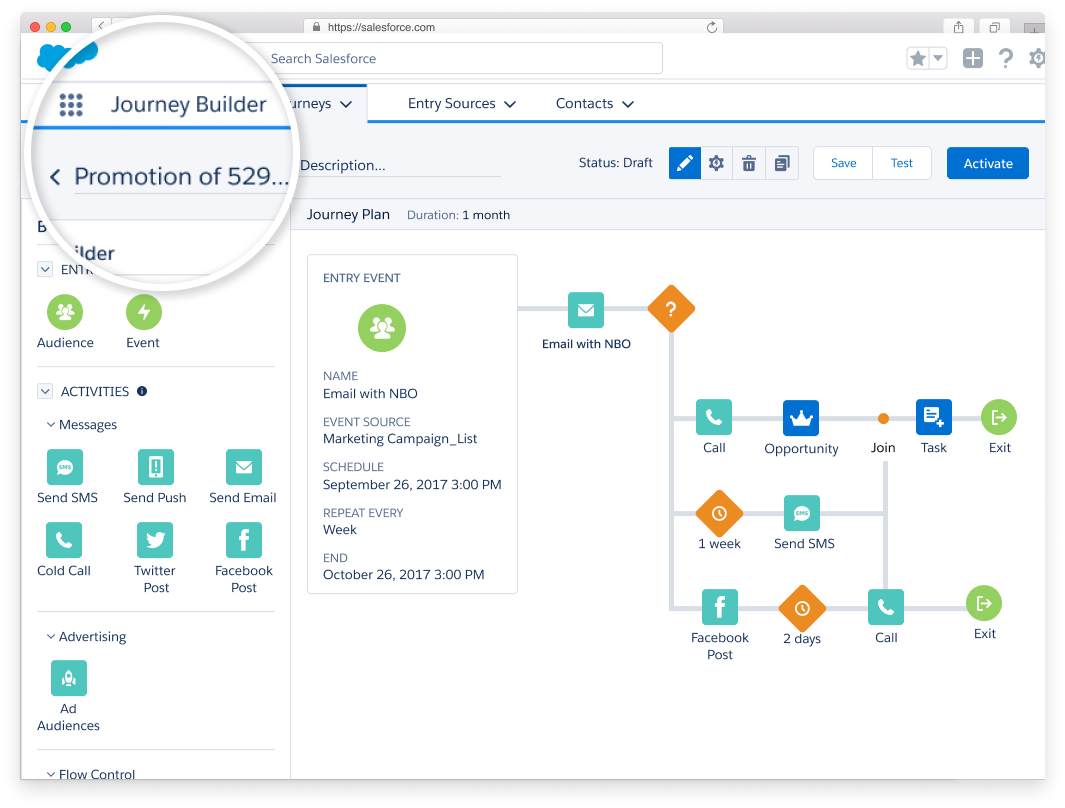 https://salesforce.com
Search Salesforce
Journey Builder
urneys
Entry Sources
Contacts
Promotion of 529...
Description...
Status: Draft
Save
Test
Activate
Journey Plan
Duration: 1 month
B
ilder
ENTR
Audience
Event
ACTIVITIES
Messages
SMS
Send SMS
Send Push
Send Email
Cold Call
Twitter
Post
Facebook
Post
Advertising
Ad
Audiences
Flow Control
ENTRY EVENT
NAME
Email with NBO
EVENT SOURCE
Marketing Campaign_List
SCHEDULE
September 26, 2017 3:00 PM
REPEAT EVERY
Week
END
October 26, 2017 3:00 PM
Email with NBO
?
Call
Opportunity
Join
Task
Exit
1 week
SMS
Send SMS
Facebook
Post
2 days
Call
Exit